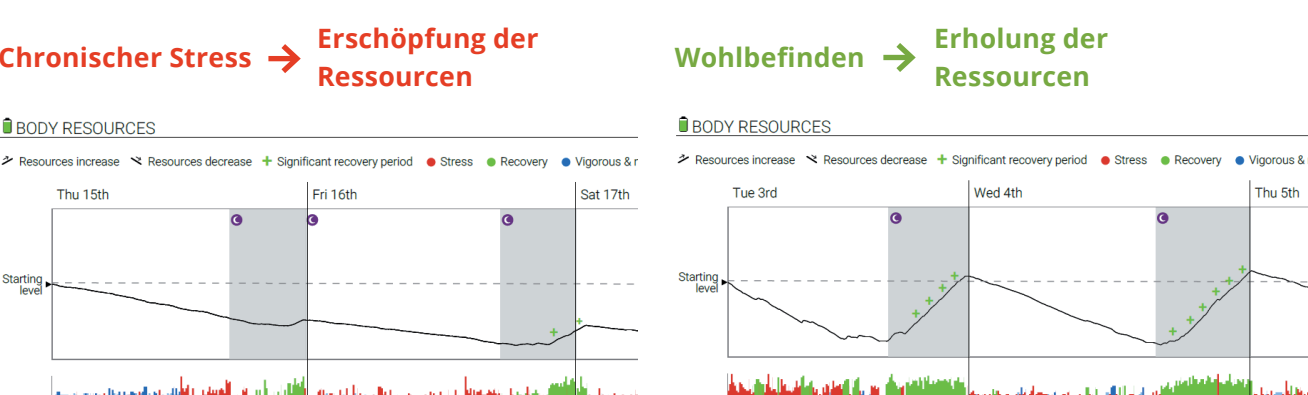 Chronischer Stress → Erschöpfung der
Ressourcen
BODY RESOURCES
Resources increase Resources decrease + Significant recovery period Stress Recovery Vigorous &
Thu 15th Fri 16th Sat 17th
Starting
level
Wohlbefinden → Erholung der
Ressourcen
BODY RESOURCES
Resources increase Resources decrease + Significant recovery period Stress Recovery Vigorous &
Tue 3rd Wed 4th Thu 5th
Starting
level